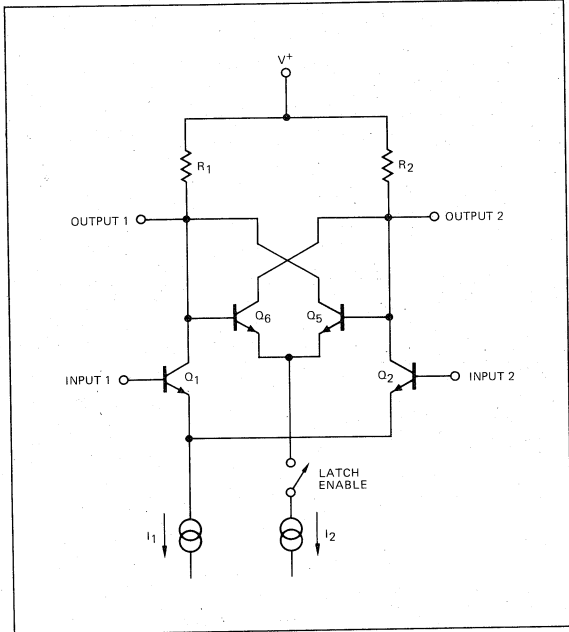 V+
R1
R2
OUTPUT 1
OUTPUT 2
Q6
Q5
INPUT 1
Q1
Q2
INPUT 2
LATCH
ENABLE
I1
I2